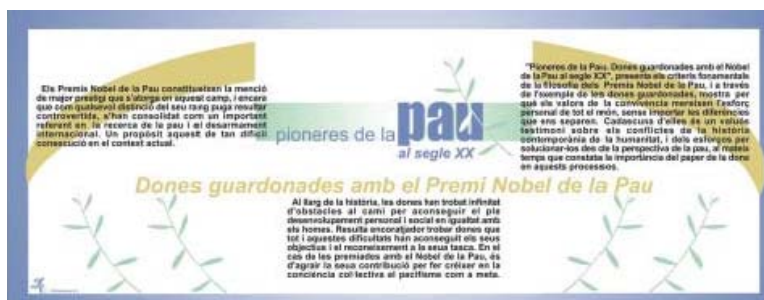 Els Premis Nobel de la Pau constitueixen la menció
de major prestigi que s'atorga en aquest camp, i encara
que com qualsevol distinció del seu raing puga resultar
controvertida, s'han consolidat com un important
referent en la recerca de la pau i el desarmament
internacional. Un propòsit aquest de tan difícil
consecució en el context actual.
pioneres de la pau
al segle XX
"Pioneres de la Pau. Dones guardonades amb el Nobel
de la Pau al segle XX", presenta els criteris fonamentals
de la filosofia dels Premis Nobel de la Pau, i a través
de l'exemple de les dones guardonades, mostra per
què els valors de la convivència mereixen l'esforç
personal de tot el món, sense importar les diferències
que ens separen. Cadascuna d'elles és un valuós
testimoni sobre els conflictes de la història
contemporània de la humanitat, i dels esforços per
solucionar-los des de la perspectiva de la pau, al mateix
temps que constata la importància del paper de la dona
en aquests processos.
Dones guardonades amb el Premi Nobel de la Pau
Al llarg de la història, les dones han trobat infinitat
d'obstacles al camí per aconseguir el ple
desenvolupament personal i social en igualtat amb
els homes. Resulta encoratjador trobar dones que
tot i aquestes dificultats han aconseguit els seus
objectius i el reconeixement a la seua tasca. En el
cas de les premiades amb el Nobel de la Pau, és
d'agrair la seua contribució per fer créixer en la
conciència col·lectiva el pacifisme com a meta.